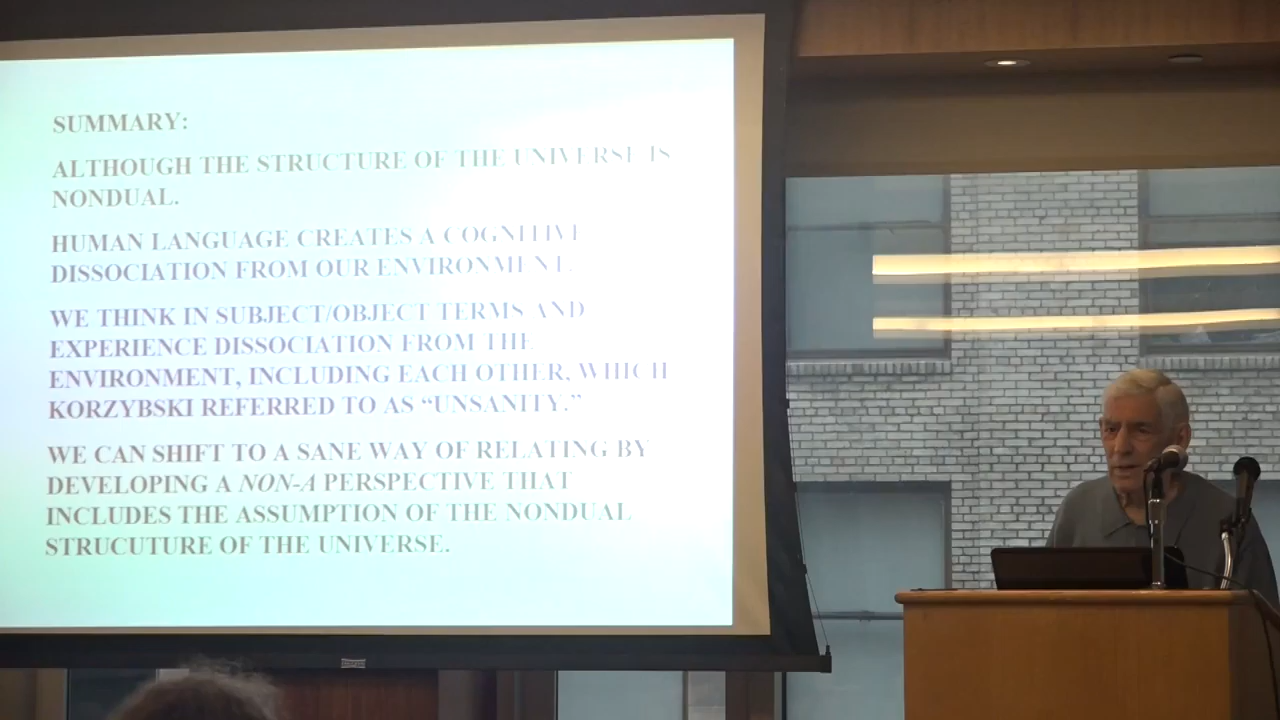 SUMMARY:
ALTHOUGH THE STRUCTURE OF THE UNIVERSE IS
NONDUAL.
HUMAN LANGUAGE CREATES A COGNITIVE
DISSOCIATION FROM OUR ENVIRONMENT.
WE THINK IN SUBJECT/OBJECT TERMS AND
EXPERIENCE DISSOCIATION FROM THE
ENVIRONMENT, INCLUDING EACH OTHER, WHICH
KORZYBSKI REFERRED TO AS “UNSANITY.”
WE CAN SHIFT TO A SANE WAY OF RELATING BY
DEVELOPING A NON-A PERSPECTIVE THAT
INCLUDES THE ASSUMPTION OF THE NONDUAL
STRUCUTURE OF THE UNIVERSE.